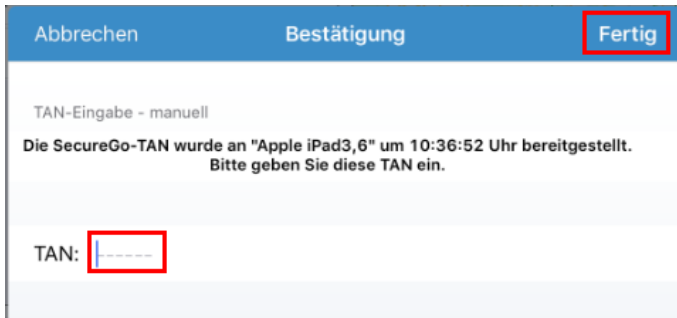 Abbrechen Bestätigung Fertig
TAN-Eingabe - manuell
Die SecureGo-TAN wurde an "Apple iPad3,6" um 10:36:52 Uhr bereitgestellt.
Bitte geben Sie diese TAN ein.
TAN: ------